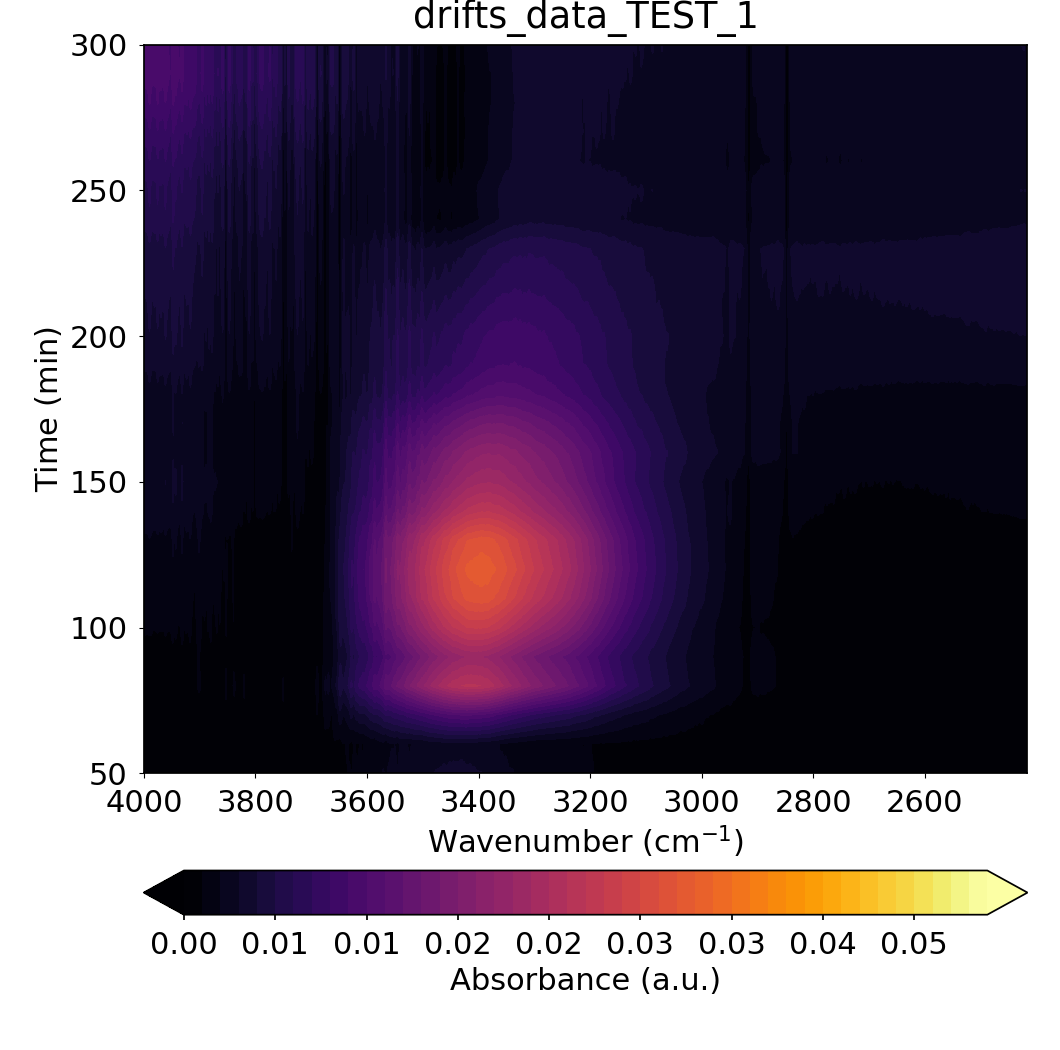 drifts_data_TEST_1
300
250
200
150
100
50
Time (min)
4000 3800 3600 3400 3200 3000 2800 2600
Wavenumber (cm⁻¹)
0.00 0.01 0.01 0.02 0.02 0.03 0.03 0.04 0.05
Absorbance (a.u.)